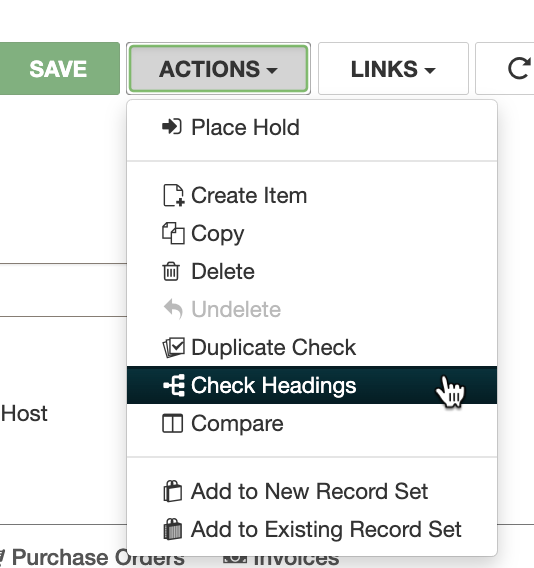 SAVE ACTIONS LINKS
Place Hold
Create Item
Copy
Delete
Undelete
Duplicate Check
Check Headings
Host
Compare
Add to New Record Set
Add to Existing Record Set
Purchase Orders Invoices